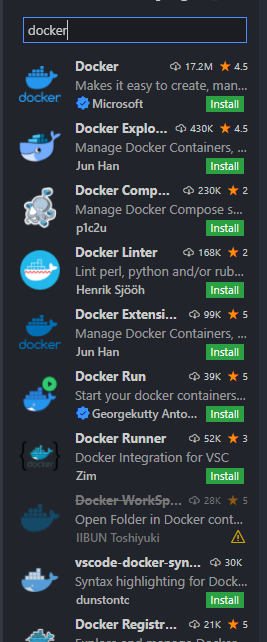 docker
Docker 17.2M 4.5
Makes it easy to create, man...
Microsoft Install
docker
Docker Explo... 430K 4.5
Manage Docker Containers, ...
Jun Han Install
Docker Comp... 230K 2
Manage Docker Compose s...
p1c2u Install
Docker Linter 168K 2
Lint perl, python and/or rub...
Henrik Sjööh Install
Docker Extensi... 99K 5
Manage Docker Containers, ...
Jun Han Install
docker
Docker Run 39K 5
Start your docker containers...
Georgekutty Anto... Install
Docker Runner 52K 3
Docker Integration for VSC
Zim Install
docker
Docker WorkSp... 28K 5
Open Folder in Docker cont...
IIBUN Toshiyuki
vscode-docker-syn... 30K
Syntax highlighting for Dock...
dunstontc Install
Docker Registr... 21K 5